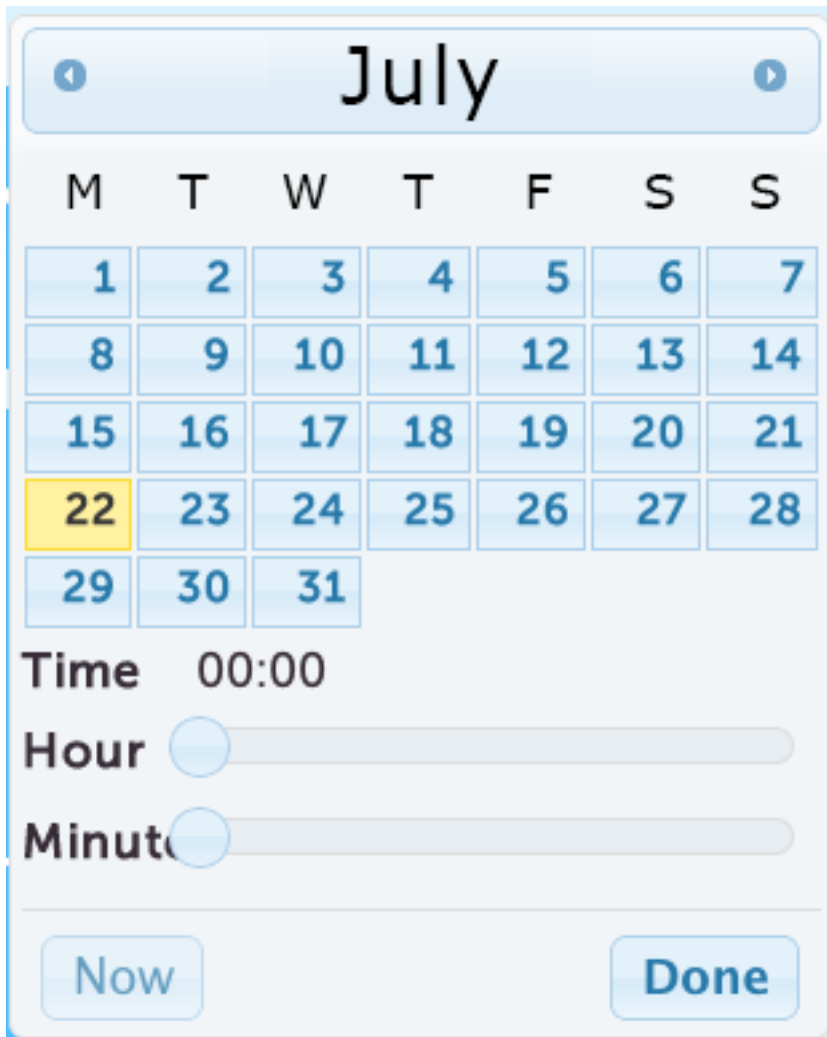 July
M T W T F S S
1 2 3 4 5 6 7
8 9 10 11 12 13 14
15 16 17 18 19 20 21
22 23 24 25 26 27 28
29 30 31
Time 00:00
Hour
Minute
Now Done